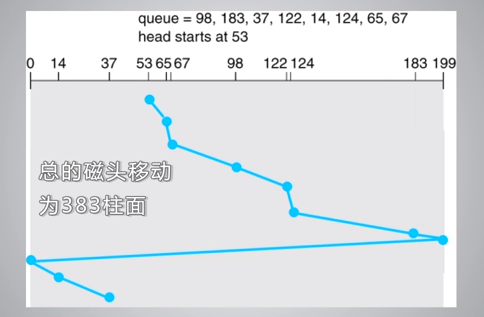 queue = 98, 183, 37, 122, 14, 124, 65, 67
head starts at 53
0 14 37 53 65 67 98 122 124 183 199
总的磁头移动
为383柱面